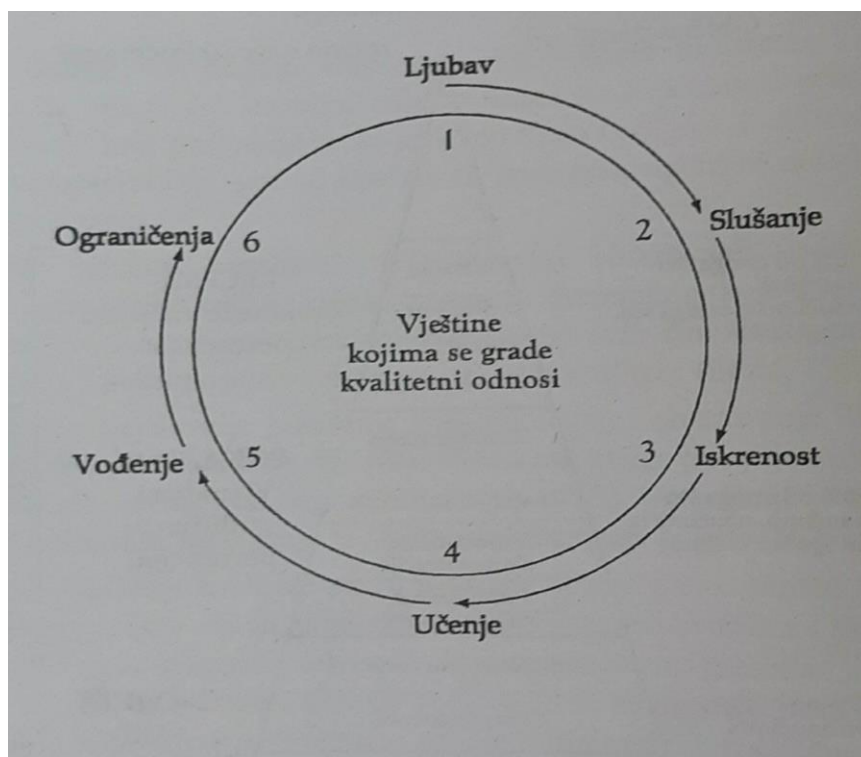 Ljubav
1
2
Slušanje
3
Iskrenost
4
Učenje
5
Vođenje
6
Ograničenja
Vještine
kojima se grade
kvalitetni odnosi